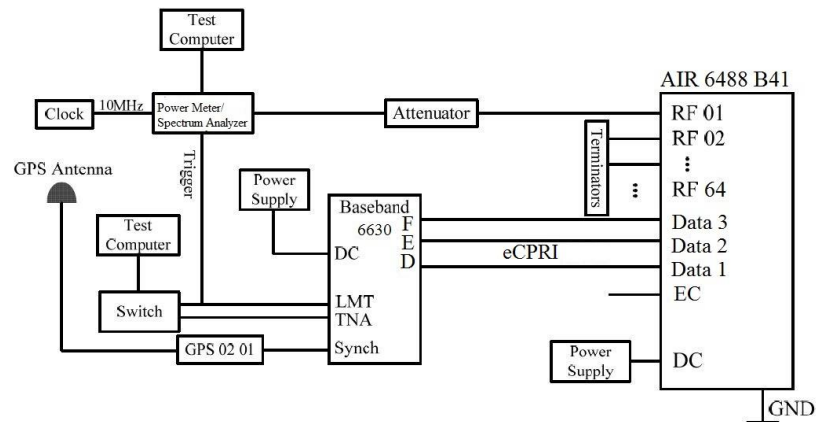 Test
Computer
AIR 6488 B41
Clock
10MHz
Power Meter/
Spectrum Analyzer
Attenuator
RF 01
RF 02
...
RF 64
Terminators
...
Trigger
GPS Antenna
Power
Supply
Baseband
6630
F
E
D
DC
LMT
TNA
Synch
eCPRI
Data 3
Data 2
Data 1
EC
DC
Test
Computer
Switch
GPS 02 01
Power
Supply
GND